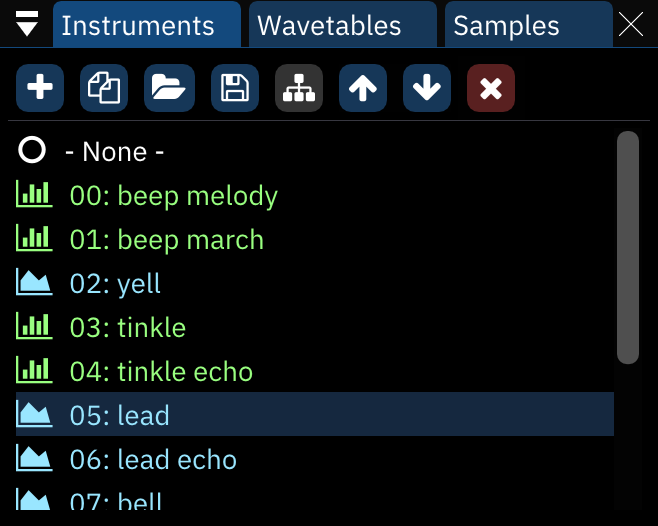 Instruments Wavetables Samples
- None -
00: beep melody
01: beep march
02: yell
03: tinkle
04: tinkle echo
05: lead
06: lead echo
07: bell